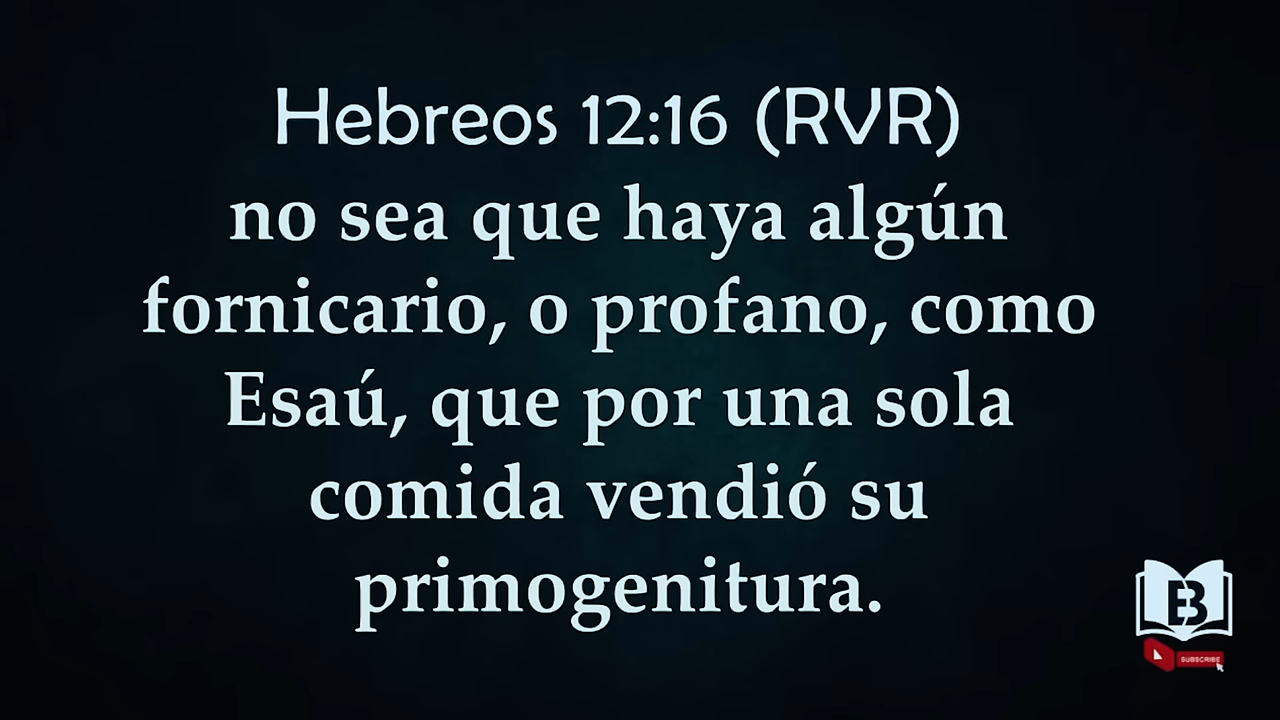 Hebreos 12:16 (RVR)
no sea que haya algún
fornicario, o profano, como
Esaú, que por una sola
comida vendió su
primogenitura.
EB
SUBSCRIBE